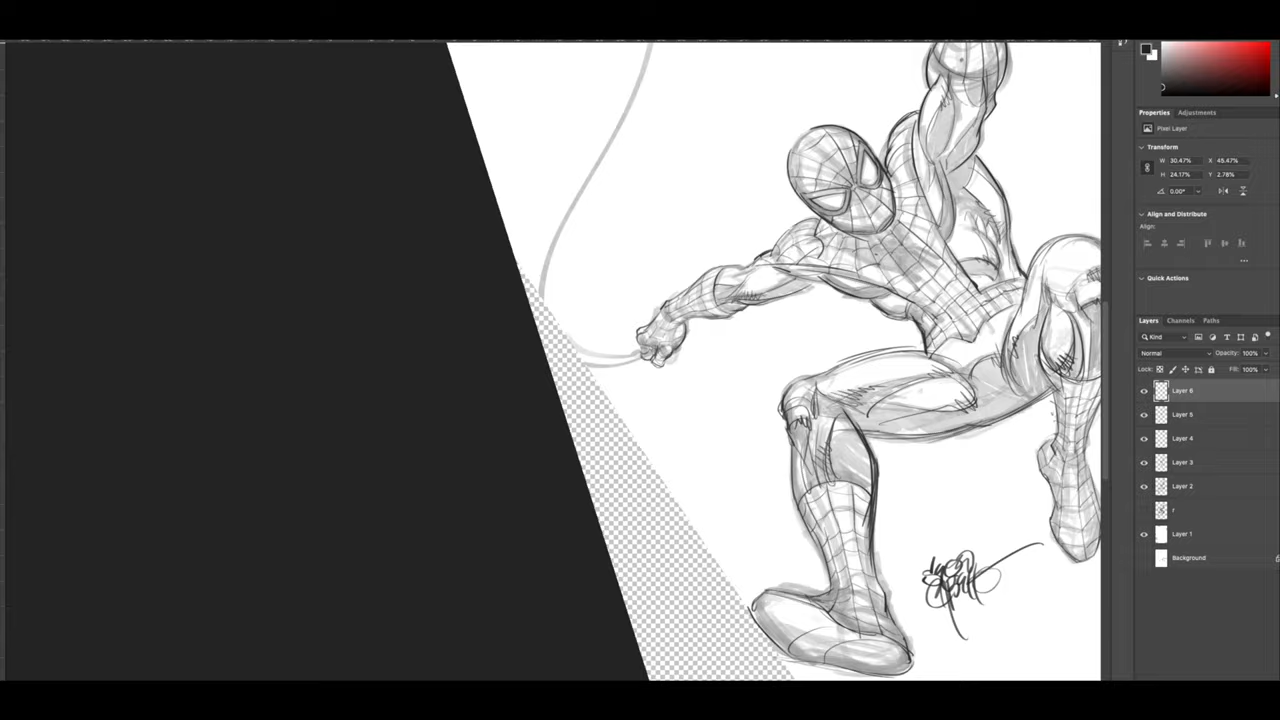 Properties Adjustments
Pixel Layer
Transform
W 30.47% X 45.47%
H 24.17% Y 2.78%
0.00°
Align and Distribute
Align:
Quick Actions
Layers Channels Paths
Kind
Normal Opacity: 100%
Lock: Fill: 100%
Layer 6
Layer 5
Layer 4
Layer 3
Layer 2
r
Layer 1
Background